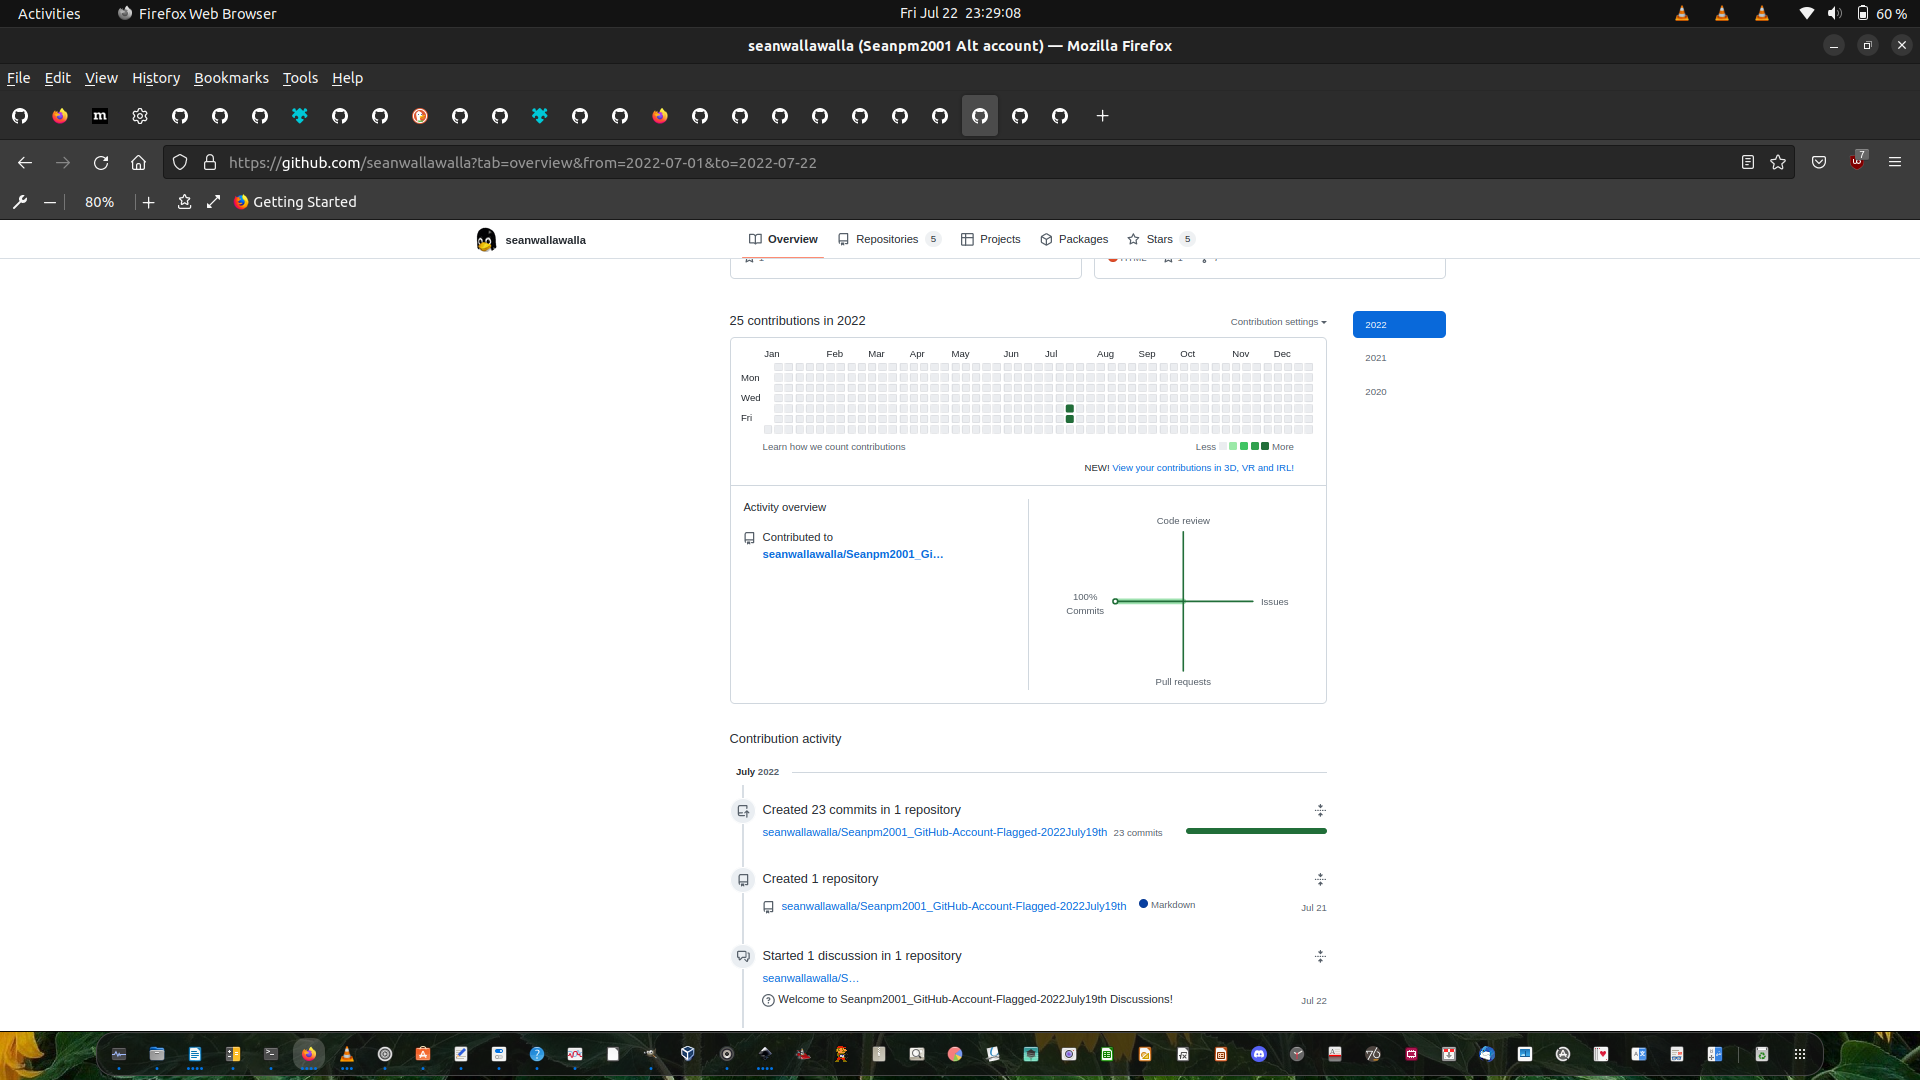 Activities
Firefox Web Browser
Fri Jul 22  23:29:08
60 %
seanwallawalla (Seanpm2001 Alt account) — Mozilla Firefox
File Edit View History Bookmarks Tools Help
https://github.com/seanwallawalla?tab=overview&from=2022-07-01&to=2022-07-22
7
80%
Getting Started
seanwallawalla
Overview
Repositories 5
Projects
Packages
Stars 5
25 contributions in 2022
Contribution settings
2022
2021
2020
Jan Feb Mar Apr May Jun Jul Aug Sep Oct Nov Dec
Mon
Wed
Fri
Learn how we count contributions
Less
More
NEW! View your contributions in 3D, VR and IRL!
Activity overview
Contributed to
seanwallawalla/Seanpm2001_Gi…
Code review
100%
Commits
Issues
Pull requests
Contribution activity
July 2022
Created 23 commits in 1 repository
seanwallawalla/Seanpm2001_GitHub-Account-Flagged-2022July19th 23 commits
Created 1 repository
seanwallawalla/Seanpm2001_GitHub-Account-Flagged-2022July19th
Markdown
Jul 21
Started 1 discussion in 1 repository
seanwallawalla/S…
Welcome to Seanpm2001_GitHub-Account-Flagged-2022July19th Discussions!
Jul 22